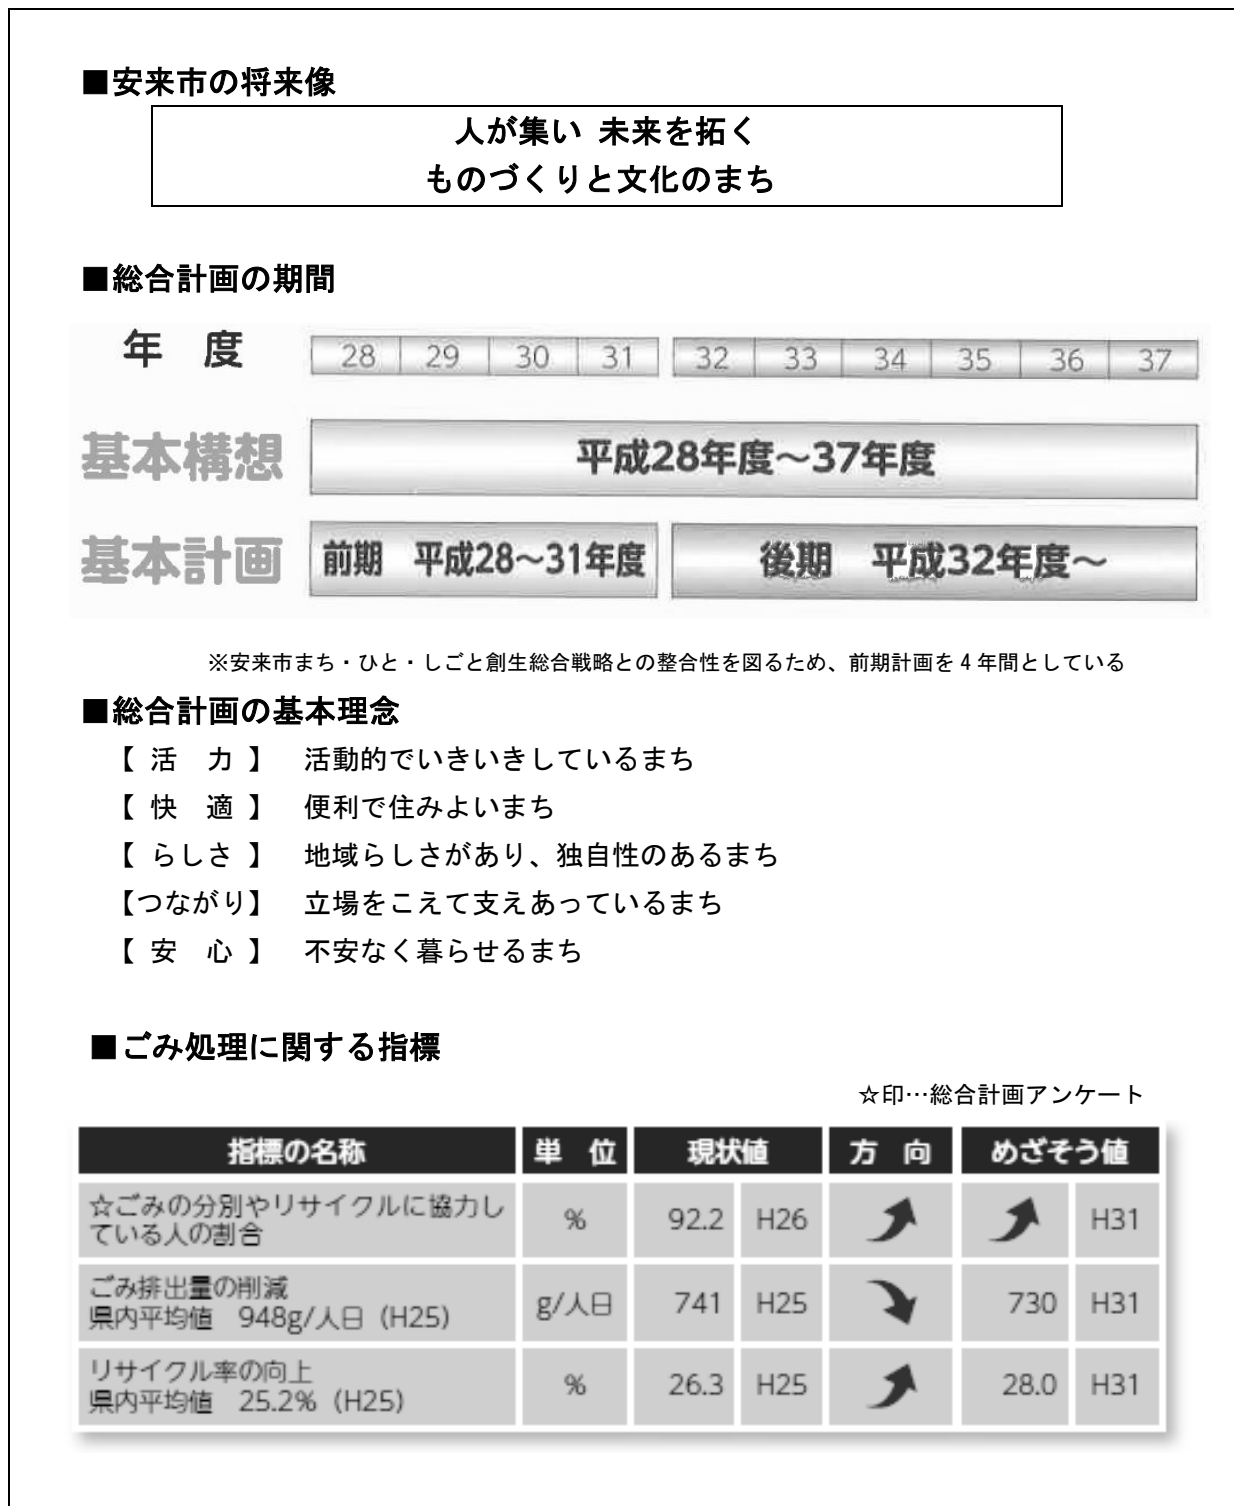 ■安来市の将来像
人が集い 未来を拓く
ものづくりと文化のまち
■総合計画の期間
年 度 28 29 30 31 32 33 34 35 36 37
基本構想 平成28年度～37年度
基本計画 前期 平成28～31年度 後期 平成32年度～
※安来市まち・ひと・しごと創生総合戦略との整合性を図るため、前期計画を4年間としている
■総合計画の基本理念
【 活 力 】 活動的でいきいきしているまち
【 快 適 】 便利で住みよいまち
【 らしさ 】 地域らしさがあり、独自性のあるまち
【つながり】 立場をこえて支えあっているまち
【 安 心 】 不安なく暮らせるまち
■ごみ処理に関する指標
☆印…総合計画アンケート
指標の名称 単 位 現状値 方 向 めざそう値
☆ごみの分別やリサイクルに協力し
ている人の割合 % 92.2 H26 H31
ごみ排出量の削減
県内平均値 948g/人日 (H25) g/人日 741 H25 730 H31
リサイクル率の向上
県内平均値 25.2% (H25) % 26.3 H25 28.0 H31